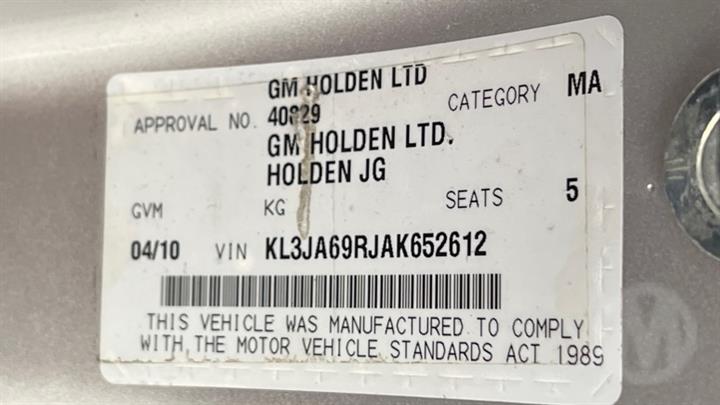 GM HOLDEN LTD
APPROVAL NO. 40829 CATEGORY MA
GM HOLDEN LTD.
HOLDEN JG
GVM KG SEATS 5
04/10 VIN KL3JA69RJAK652612
THIS VEHICLE WAS MANUFACTURED TO COMPLY
WITH THE MOTOR VEHICLE STANDARDS ACT 1989